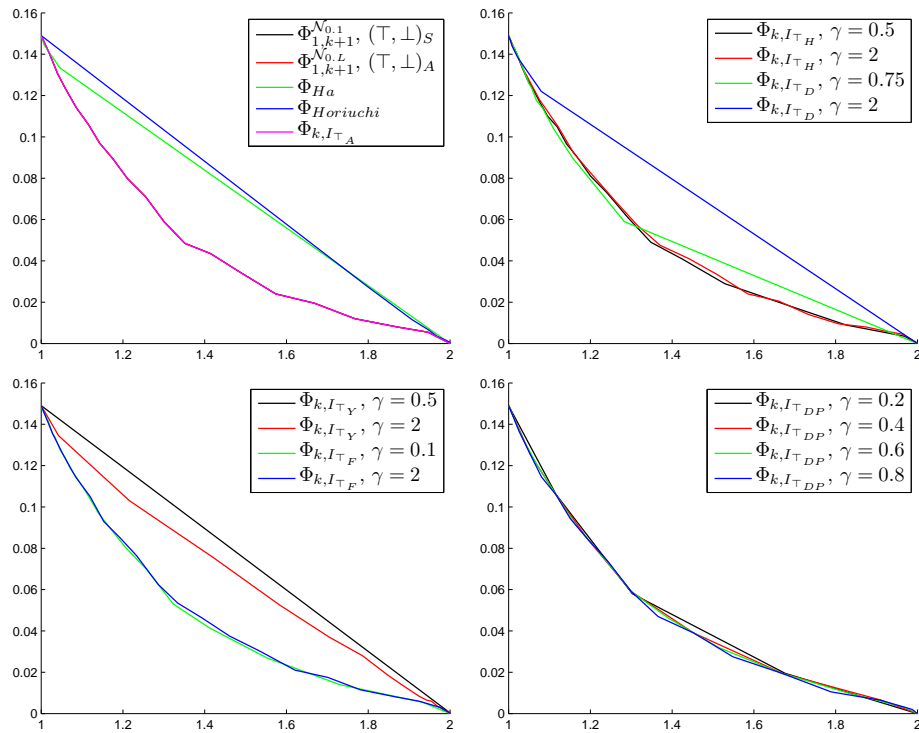 0.16
0.14
0.12
0.1
0.08
0.06
0.04
0.02
0
1 1.2 1.4 1.6 1.8 2
Φ_{1,k+1}^{𝒩_{0.1}}, (⊤, ⊥)_S
Φ_{1,k+1}^{𝒩_{0.L}}, (⊤, ⊥)_A
Φ_{Ha}
Φ_{Horiuchi}
Φ_{k,I_{⊤_A}}
0.16
0.14
0.12
0.1
0.08
0.06
0.04
0.02
0
1 1.2 1.4 1.6 1.8 2
Φ_{k,I_{⊤_H}}, γ = 0.5
Φ_{k,I_{⊤_H}}, γ = 2
Φ_{k,I_{⊤_D}}, γ = 0.75
Φ_{k,I_{⊤_D}}, γ = 2
0.16
0.14
0.12
0.1
0.08
0.06
0.04
0.02
0
1 1.2 1.4 1.6 1.8 2
Φ_{k,I_{⊤_Y}}, γ = 0.5
Φ_{k,I_{⊤_Y}}, γ = 2
Φ_{k,I_{⊤_F}}, γ = 0.1
Φ_{k,I_{⊤_F}}, γ = 2
0.16
0.14
0.12
0.1
0.08
0.06
0.04
0.02
0
1 1.2 1.4 1.6 1.8 2
Φ_{k,I_{⊤_{DP}}}, γ = 0.2
Φ_{k,I_{⊤_{DP}}}, γ = 0.4
Φ_{k,I_{⊤_{DP}}}, γ = 0.6
Φ_{k,I_{⊤_{DP}}}, γ = 0.8